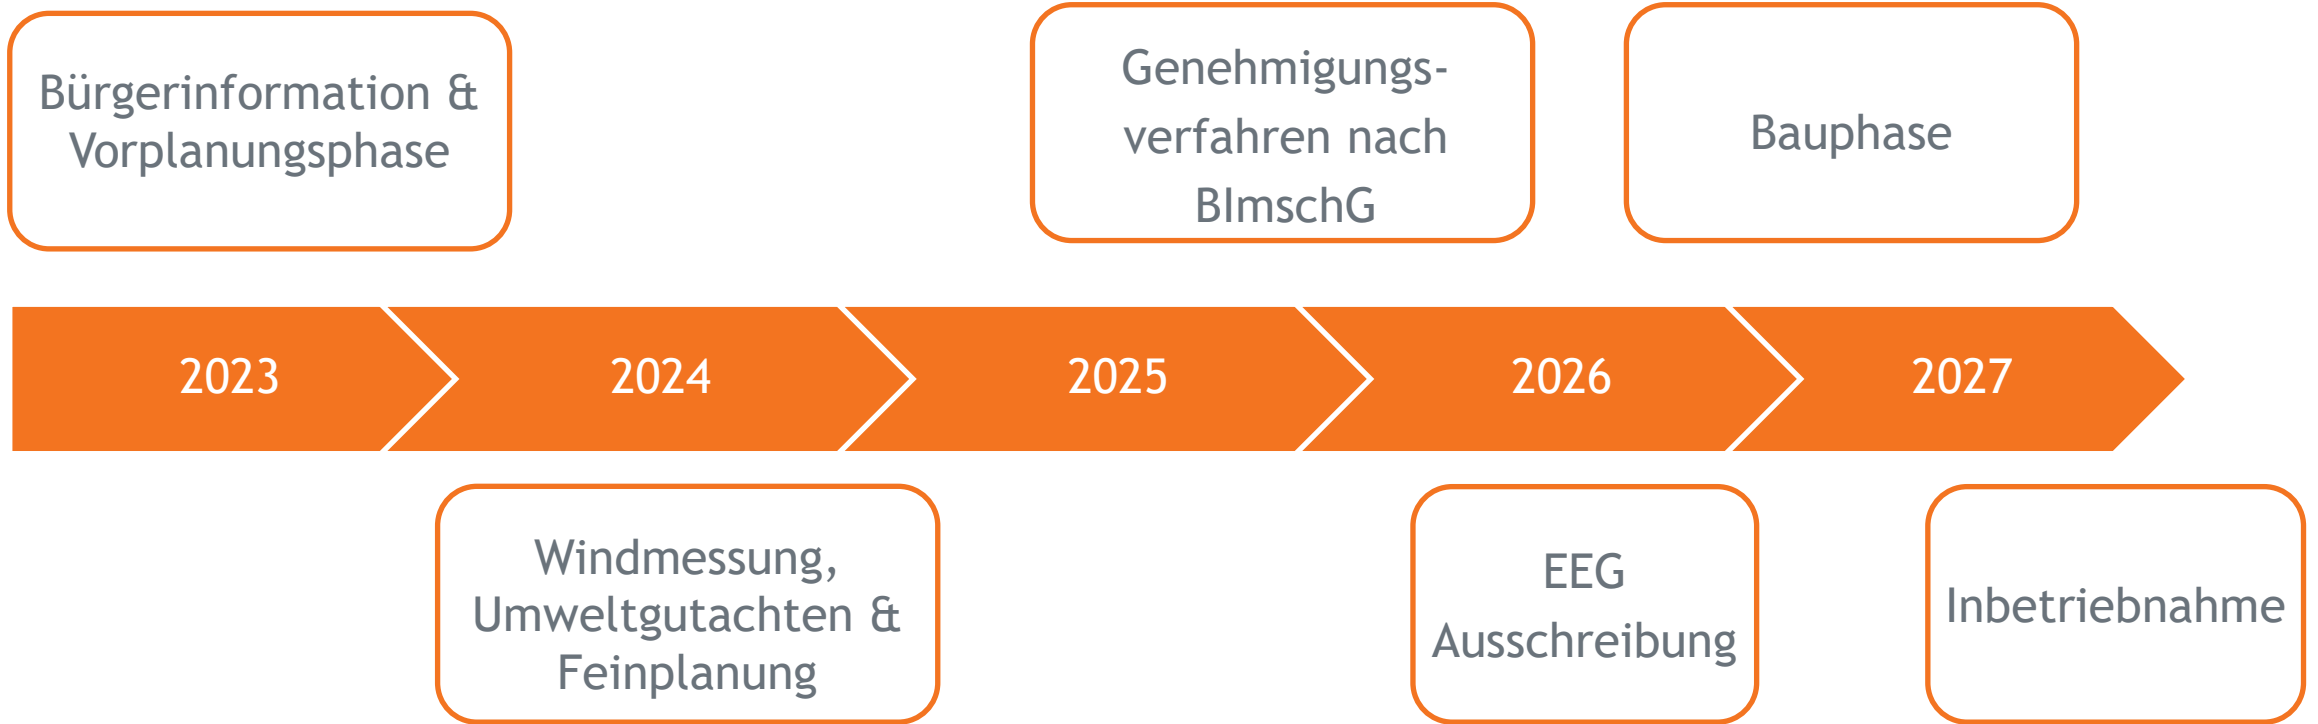 Bürgerinformation &
Vorplanungsphase
Genehmigungs-
verfahren nach
BImschG
Bauphase
2023
2024
2025
2026
2027
Windmessung,
Umweltgutachten &
Feinplanung
EEG
Ausschreibung
Inbetriebnahme